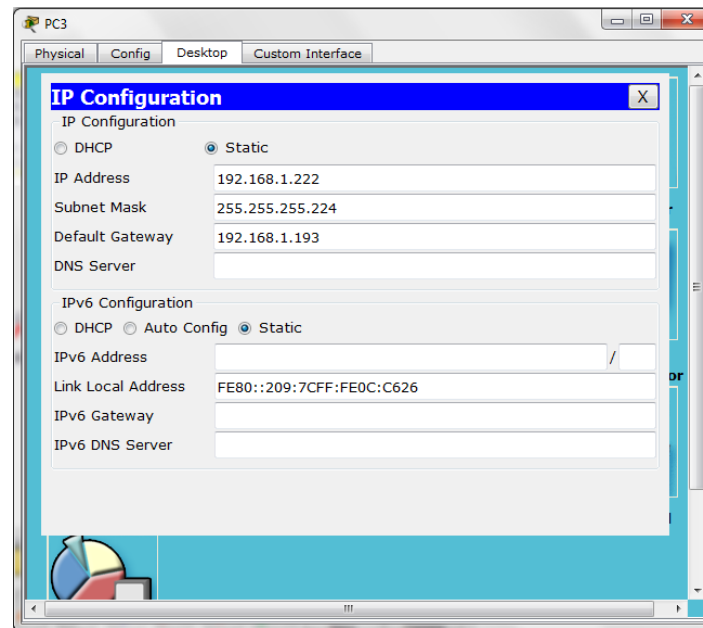 PC3
Physical Config Desktop Custom Interface
IP Configuration X
IP Configuration
DHCP Static
IP Address 192.168.1.222
Subnet Mask 255.255.255.224
Default Gateway 192.168.1.193
DNS Server
IPv6 Configuration
DHCP Auto Config Static
IPv6 Address /
Link Local Address FE80::209:7CFF:FE0C:C626
IPv6 Gateway
IPv6 DNS Server
or